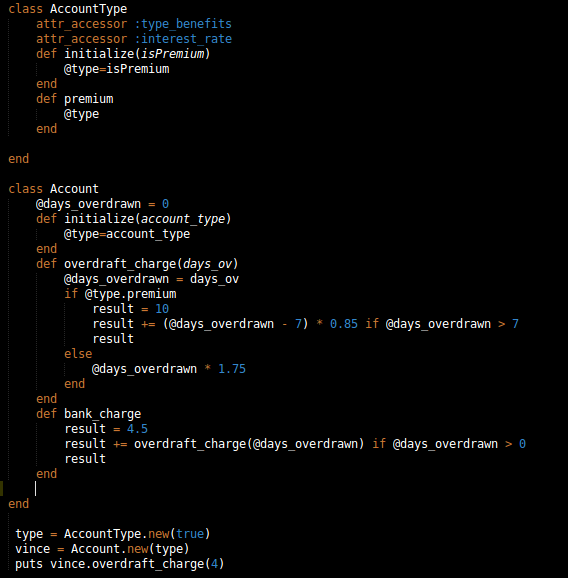 class AccountType
    attr_accessor :type_benefits
    attr_accessor :interest_rate
    def initialize(isPremium)
        @type=isPremium
    end
    def premium
        @type
    end

end

class Account
    @days_overdrawn = 0
    def initialize(account_type)
        @type=account_type
    end
    def overdraft_charge(days_ov)
        @days_overdrawn = days_ov
        if @type.premium
            result = 10
            result += (@days_overdrawn - 7) * 0.85 if @days_overdrawn > 7
            result
        else
            @days_overdrawn * 1.75
        end
    end
    def bank_charge
        result = 4.5
        result += overdraft_charge(@days_overdrawn) if @days_overdrawn > 0
        result
    end

end

 type = AccountType.new(true)
 vince = Account.new(type)
 puts vince.overdraft_charge(4)